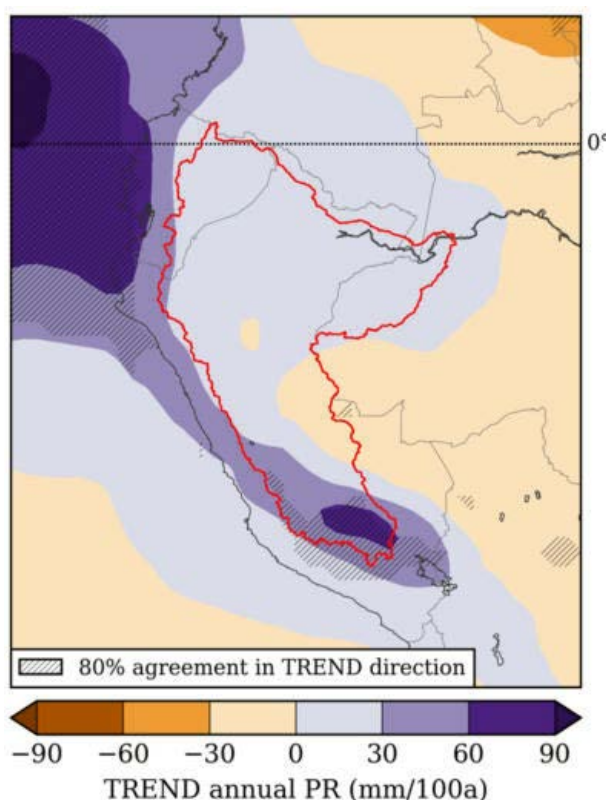 0°
80% agreement in TREND direction
−90 −60 −30 0 30 60 90
TREND annual PR (mm/100a)